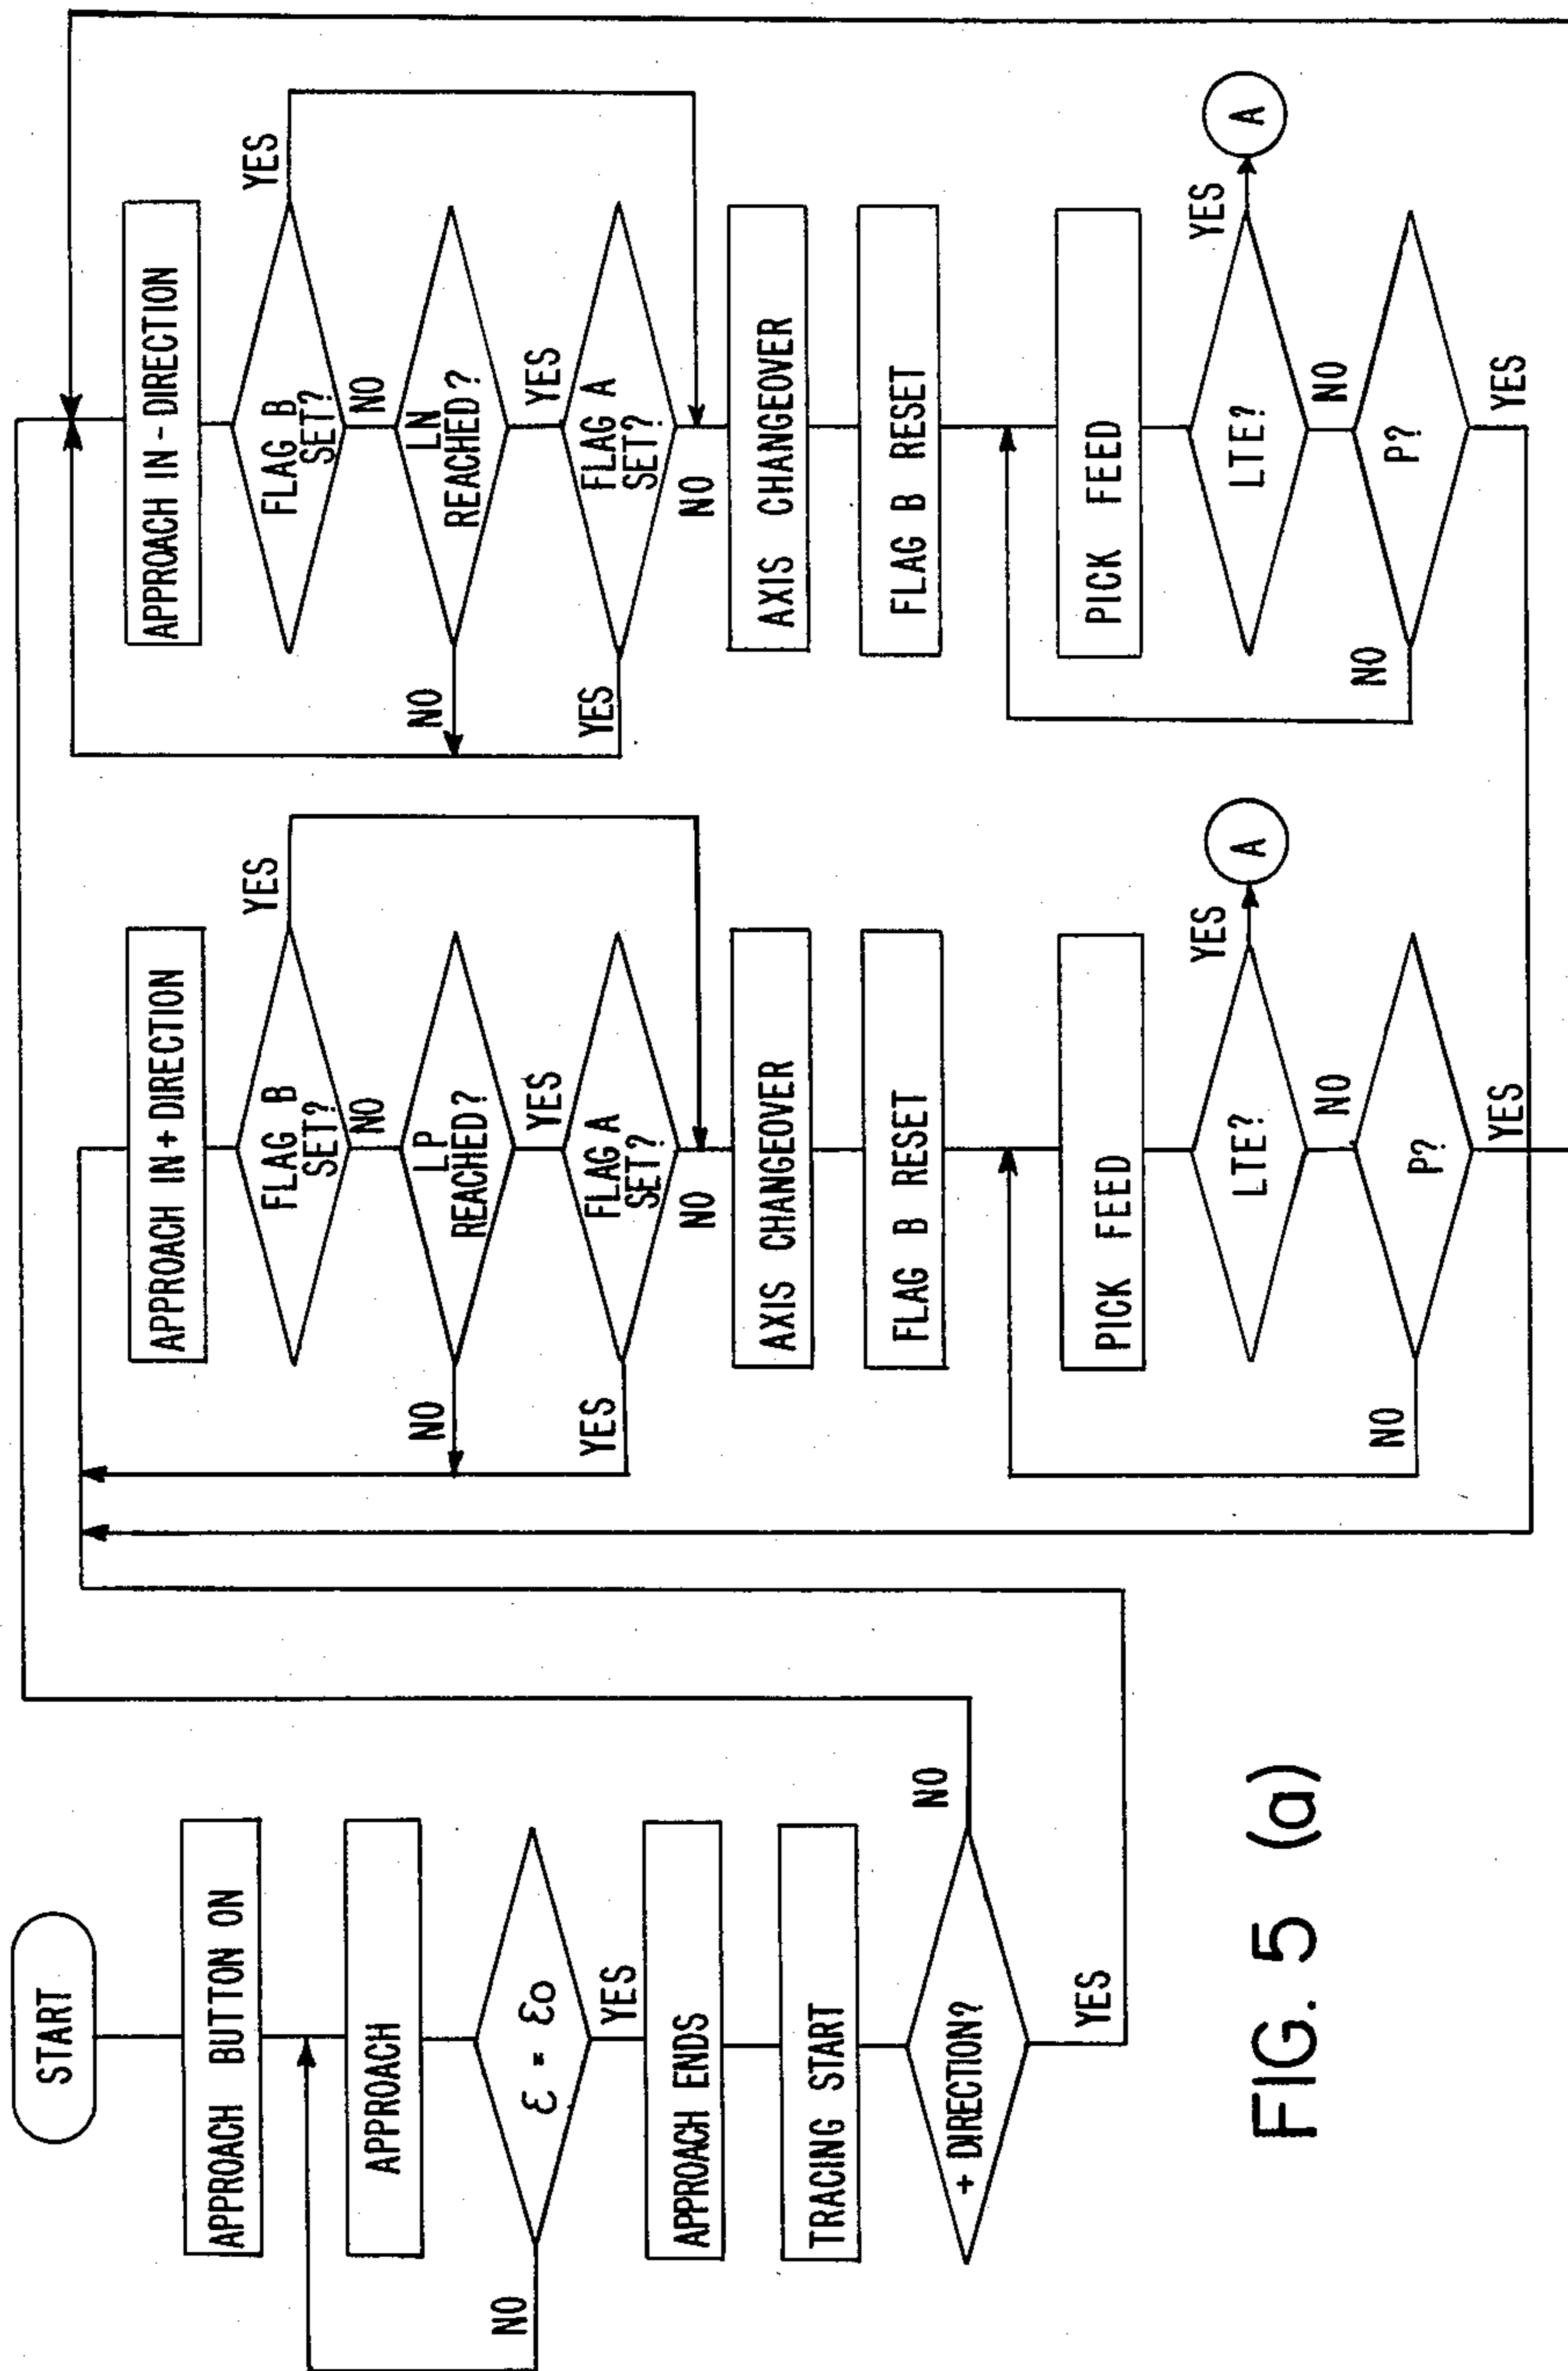 START
APPROACH BUTTON ON
APPROACH
ε = ε0
NO
YES
APPROACH ENDS
TRACING START
+ DIRECTION?
NO
YES
APPROACH IN + DIRECTION
FLAG B
SET?
YES
NO
LP
REACHED?
NO
YES
FLAG A
SET?
YES
NO
AXIS CHANGEOVER
FLAG B RESET
PICK FEED
LTE?
YES
A
NO
P?
NO
YES
APPROACH IN - DIRECTION
FLAG B
SET?
YES
NO
LN
REACHED?
NO
YES
FLAG A
SET?
YES
NO
AXIS CHANGEOVER
FLAG B RESET
PICK FEED
LTE?
YES
A
NO
P?
NO
YES
FIG. 5 (a)